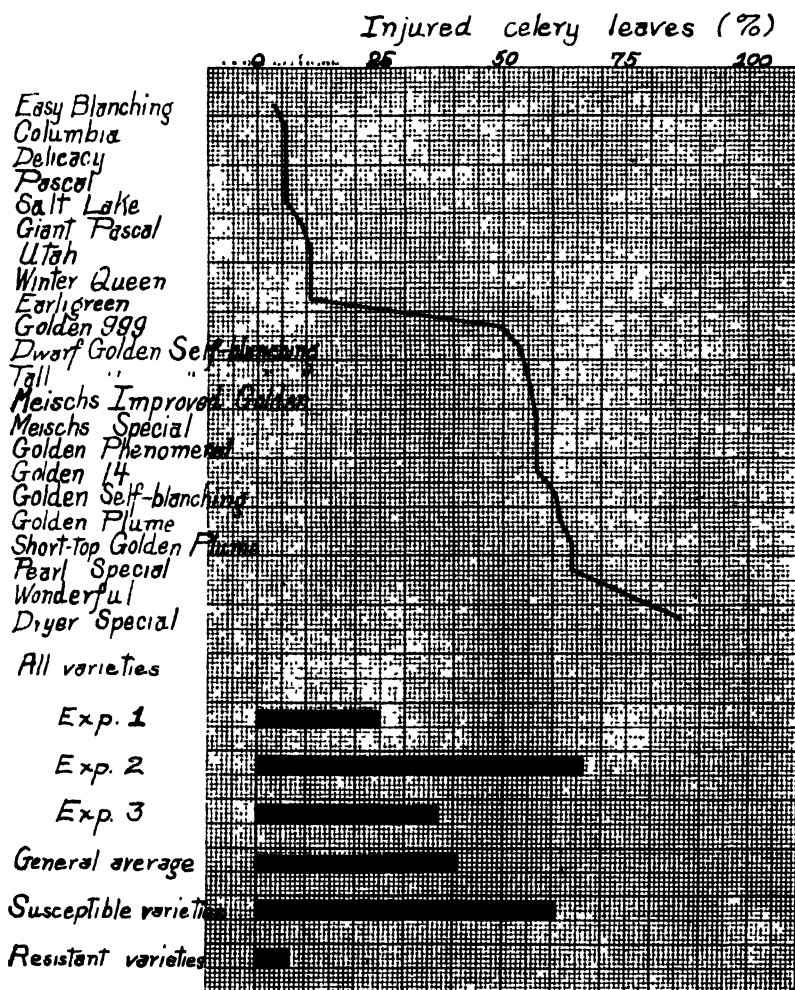 Injured celery leaves (%)
0 25 50 75 100
Easy Blanching
Columbia
Delicacy
Pascal
Salt Lake
Giant Pascal
Utah
Winter Queen
Earligreen
Golden 999
Dwarf Golden Self-blanching
Tall " " " "
Meischs Improved Golden
Meischs Special
Golden Phenomenal
Golden 14
Golden Self-blanching
Golden Plume
Short-top Golden Plume
Pearl Special
Wonderful
Dryer Special
All varieties
Exp. 1
Exp. 2
Exp. 3
General average
Susceptible varieties
Resistant varieties